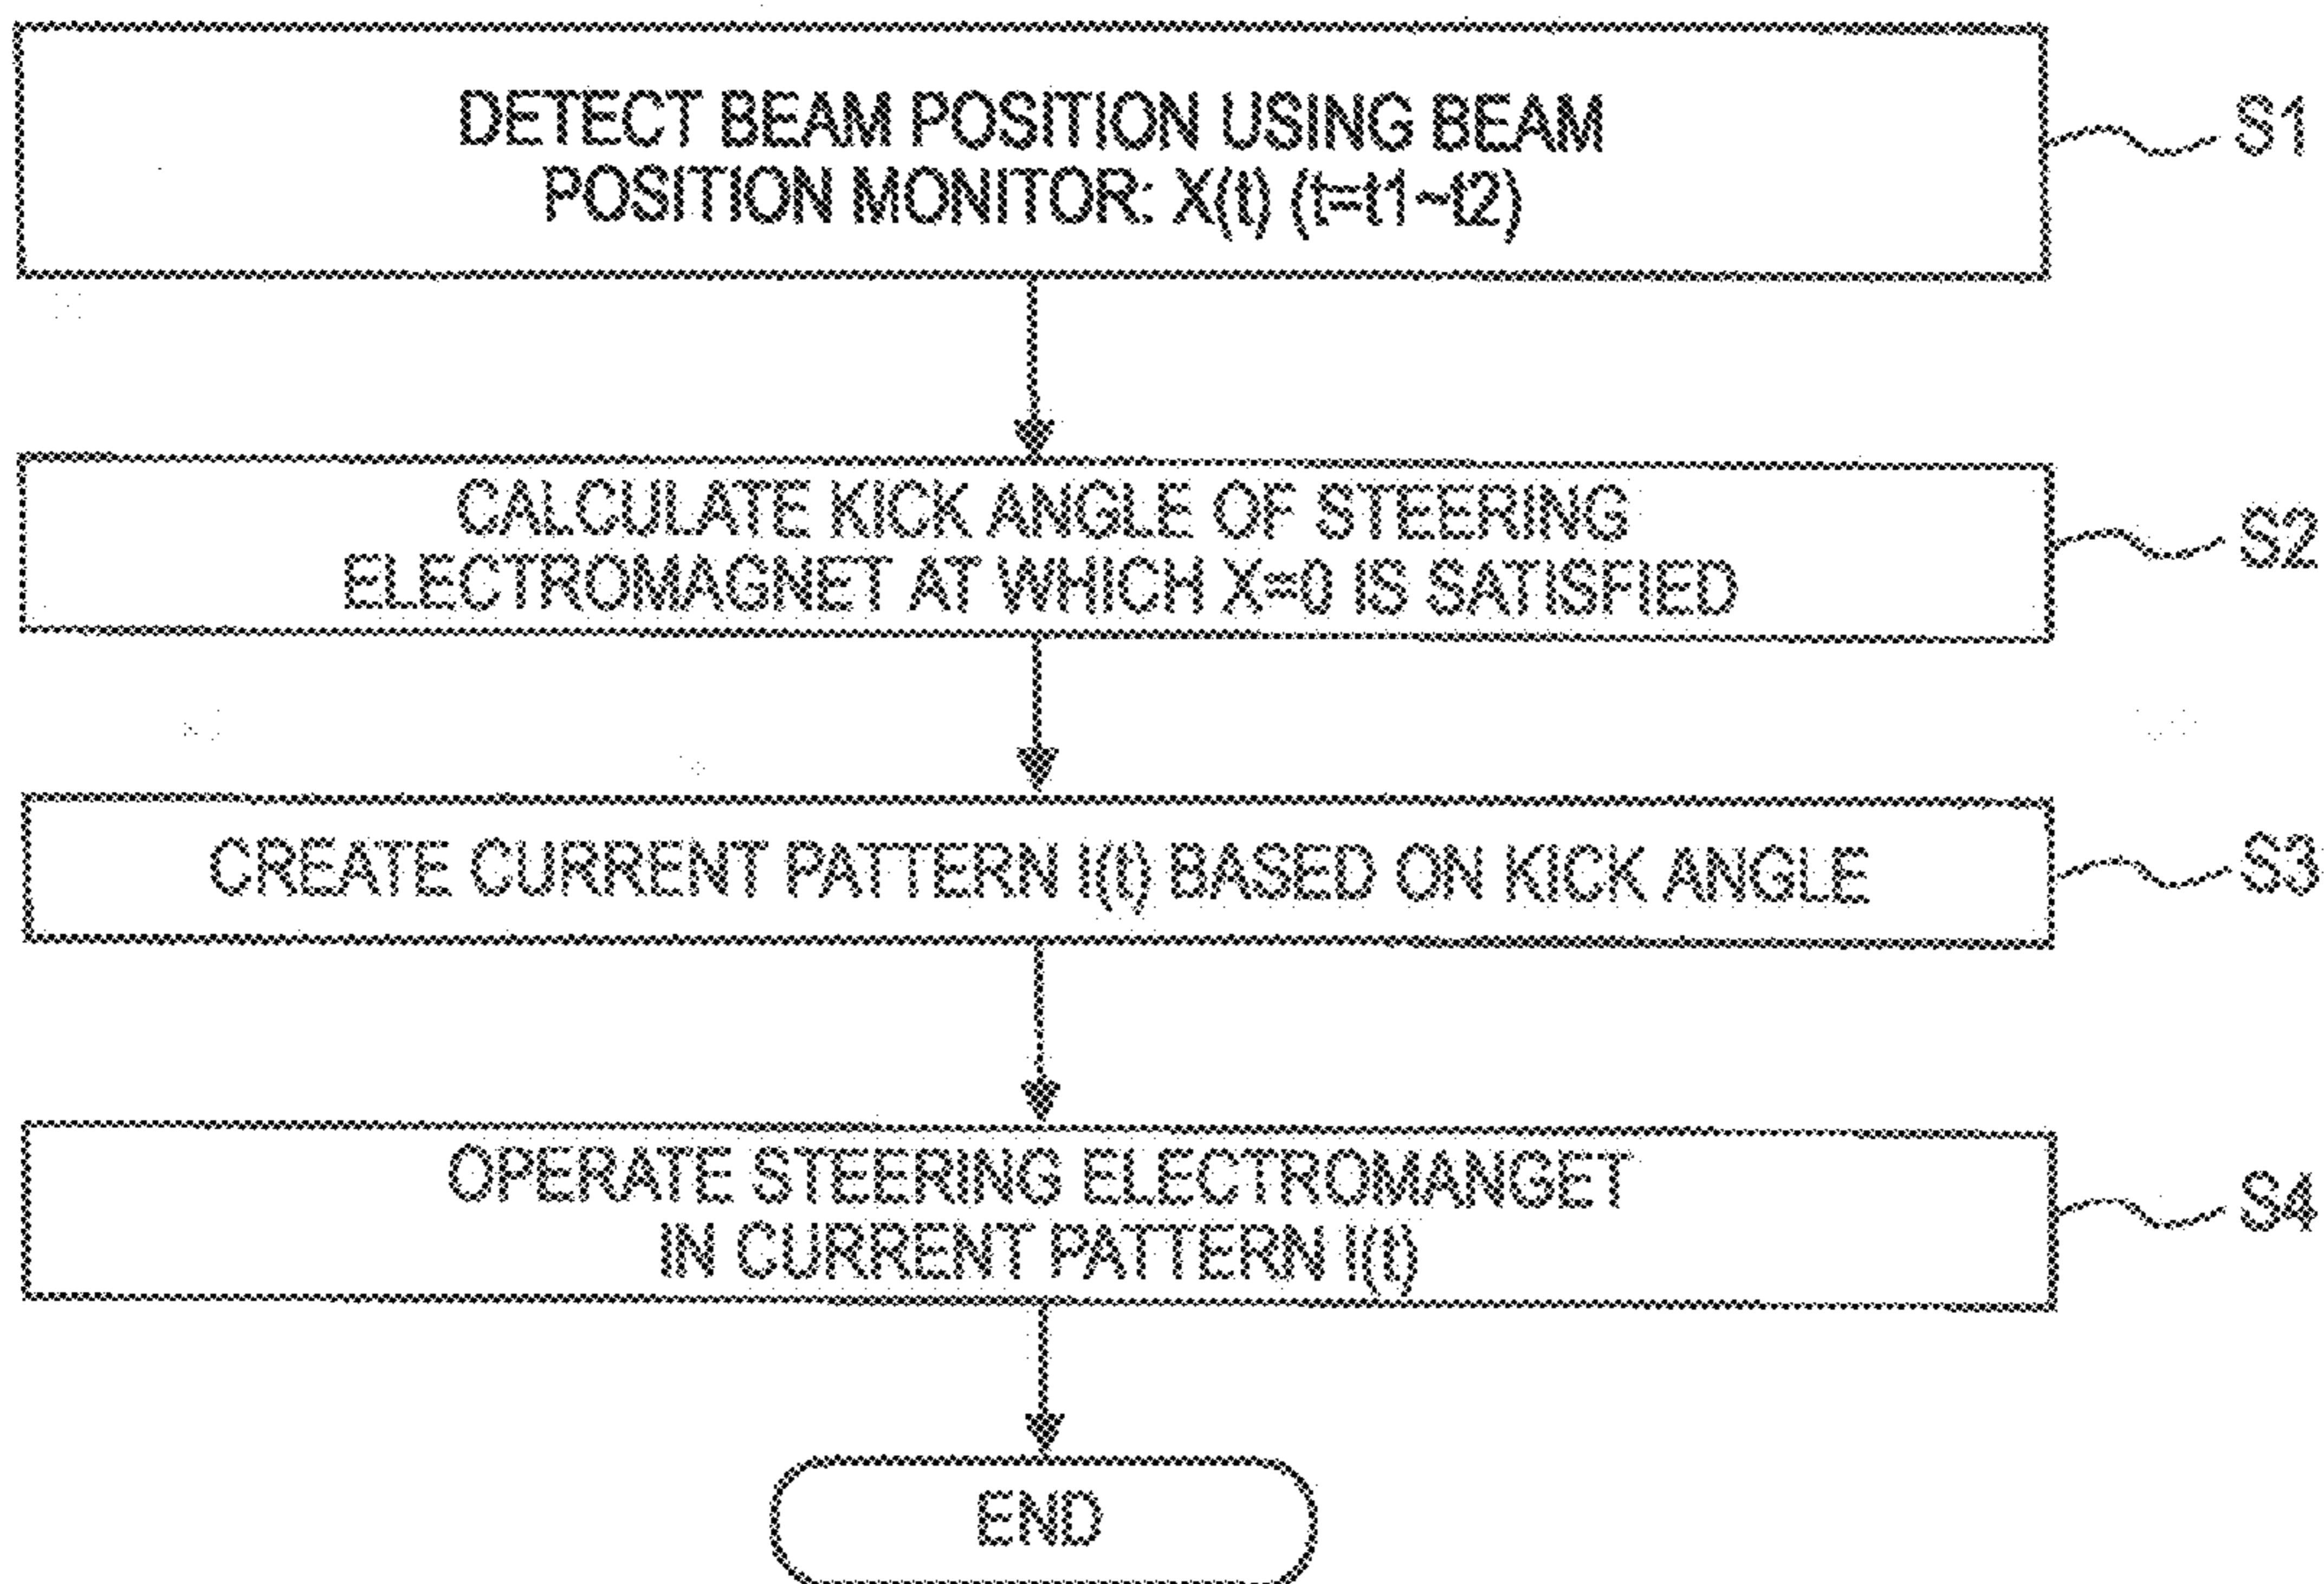 DETECT BEAM POSITION USING BEAM
POSITION MONITOR: X(t) (t=t1~t2)
S1
CALCULATE KICK ANGLE OF STEERING
ELECTROMAGNET AT WHICH X=0 IS SATISFIED
S2
CREATE CURRENT PATTERN I(t) BASED ON KICK ANGLE
S3
OPERATE STEERING ELECTROMANGET
IN CURRENT PATTERN I(t)
S4
END